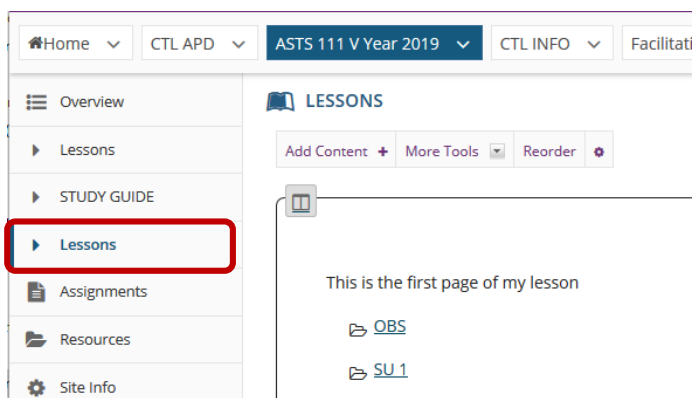 Home CTL APD ASTS 111 V Year 2019 CTL INFO Facilitati
Overview
Lessons
STUDY GUIDE
Lessons
Assignments
Resources
Site Info
LESSONS
Add Content + More Tools Reorder
This is the first page of my lesson
OBS
SU 1